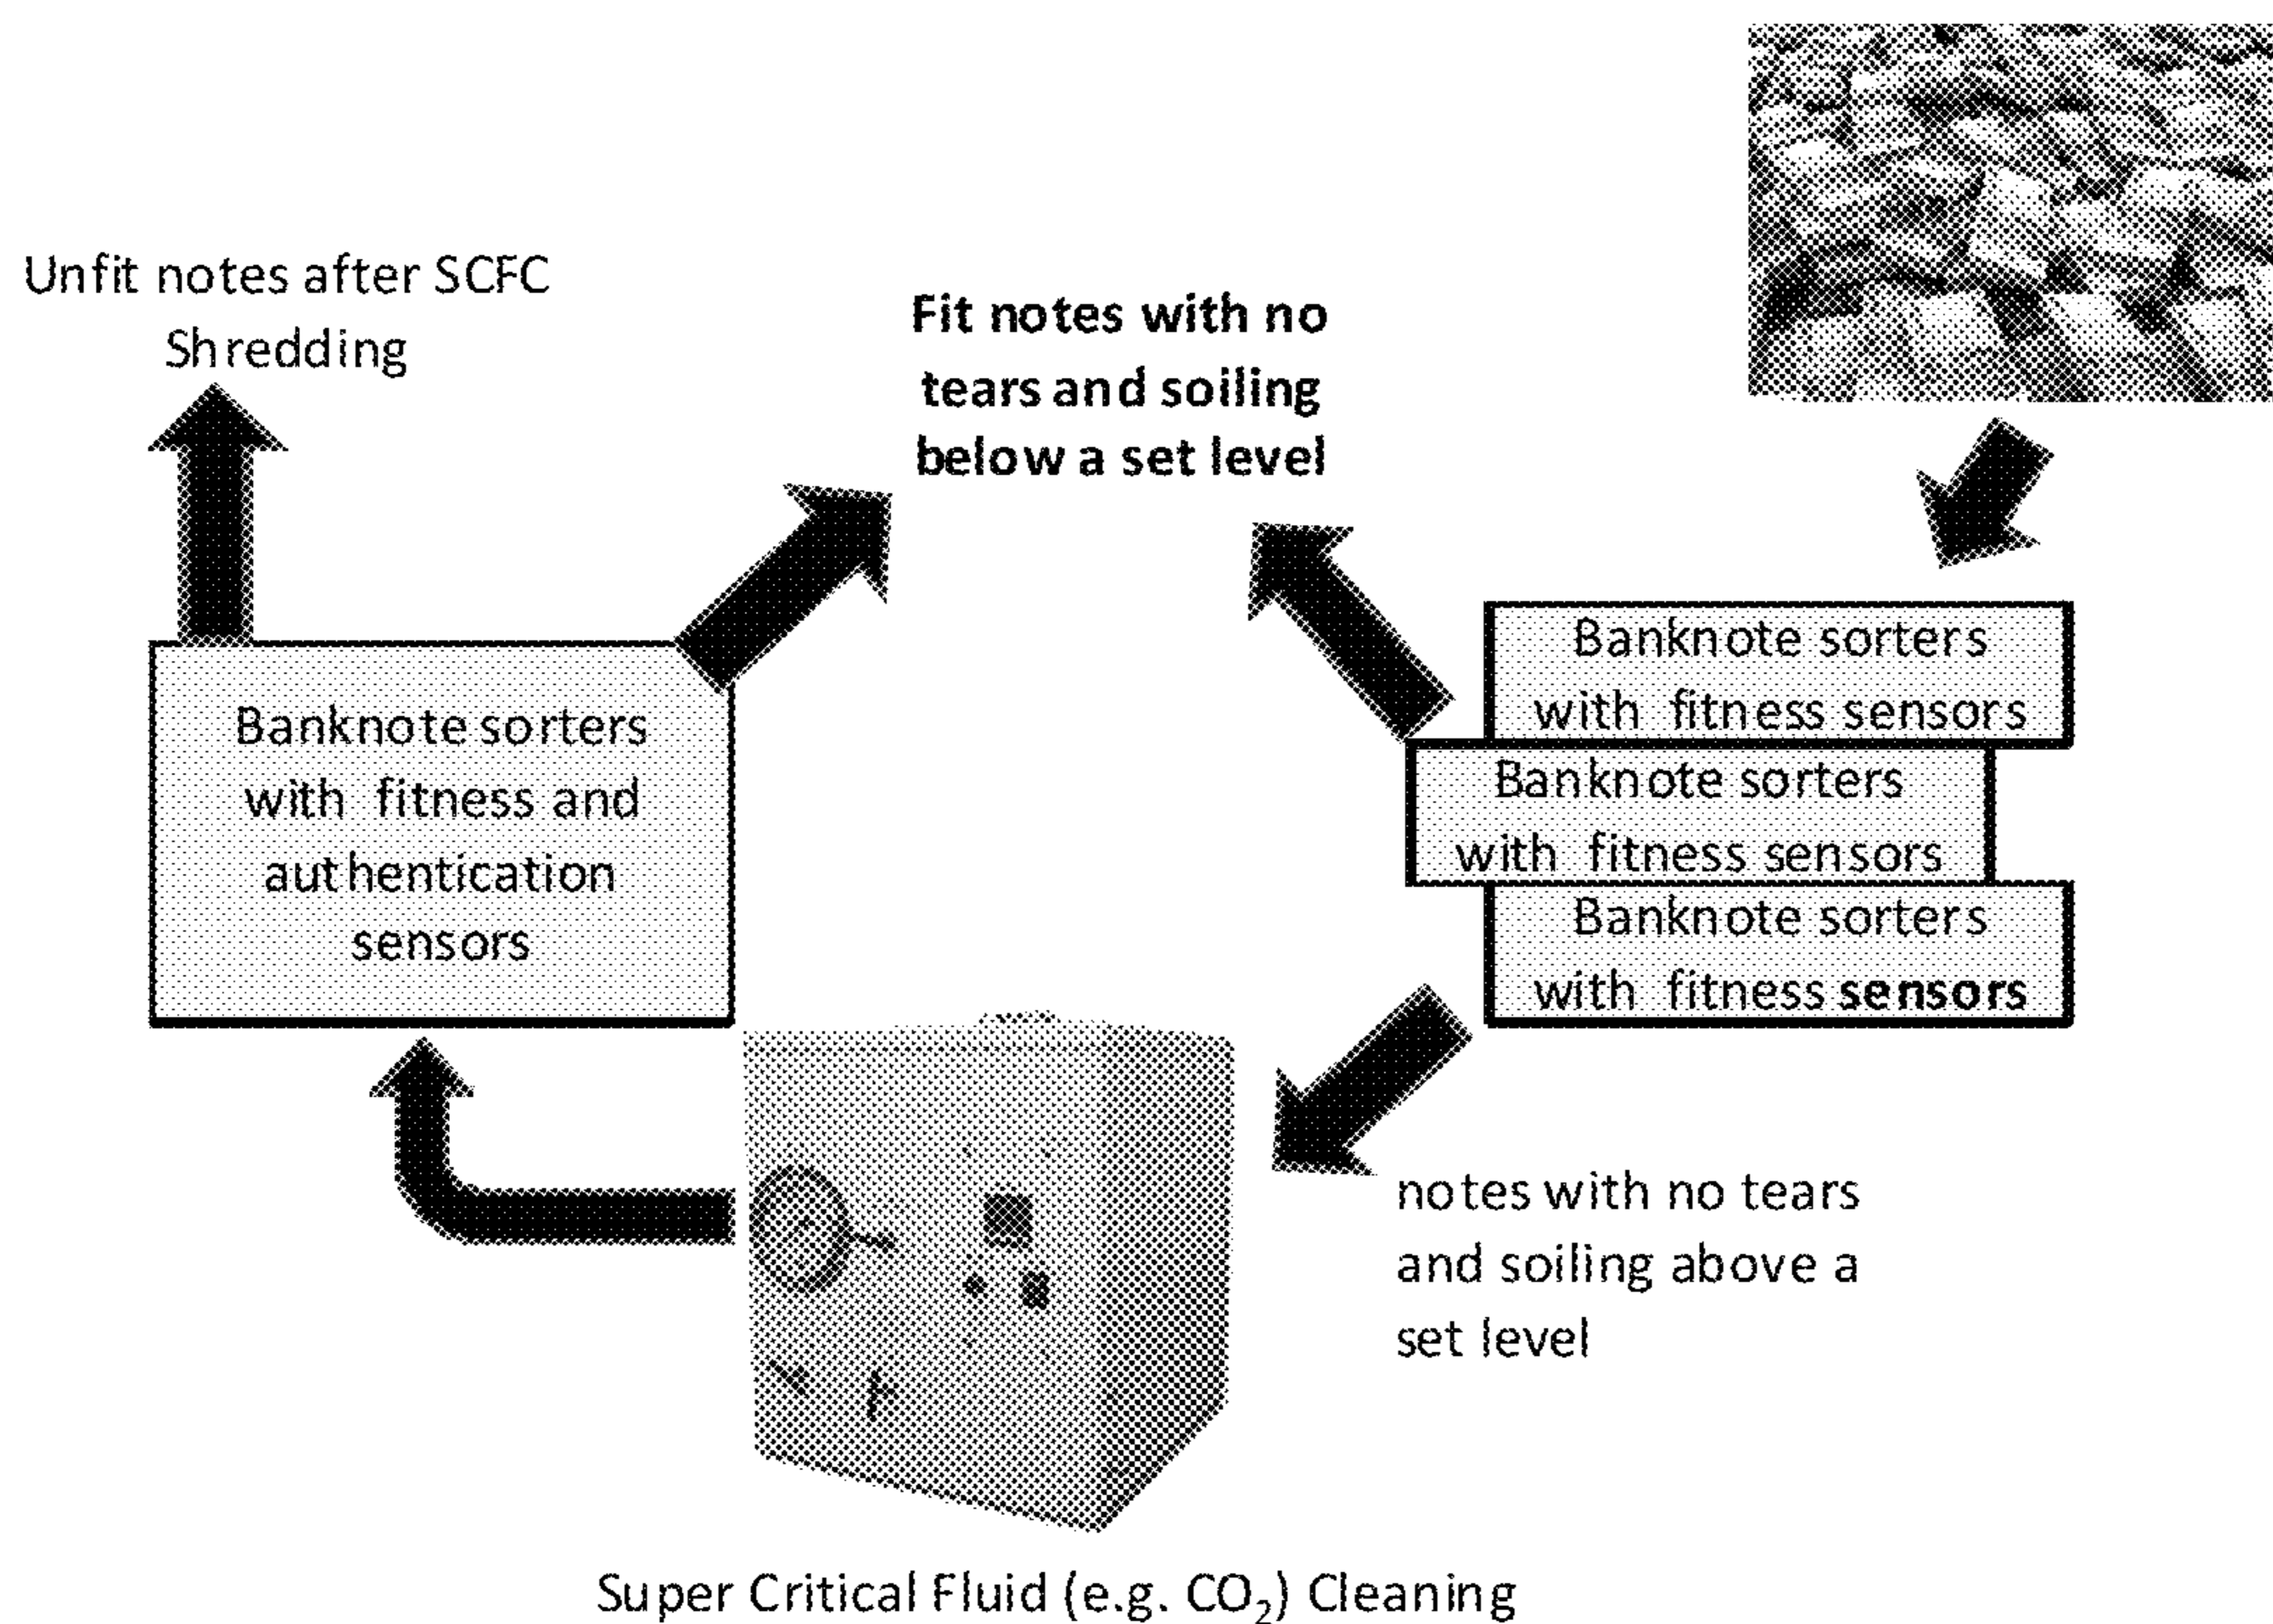 Unfit notes after SCFC
Shredding
Fit notes with no
tears and soiling
below a set level
Banknote sorters
with fitness sensors
Banknote sorters
with fitness sensors
Banknote sorters
with fitness sensors
Banknote sorters
with fitness and
authentication
sensors
notes with no tears
and soiling above a
set level
Super Critical Fluid (e.g. CO₂) Cleaning